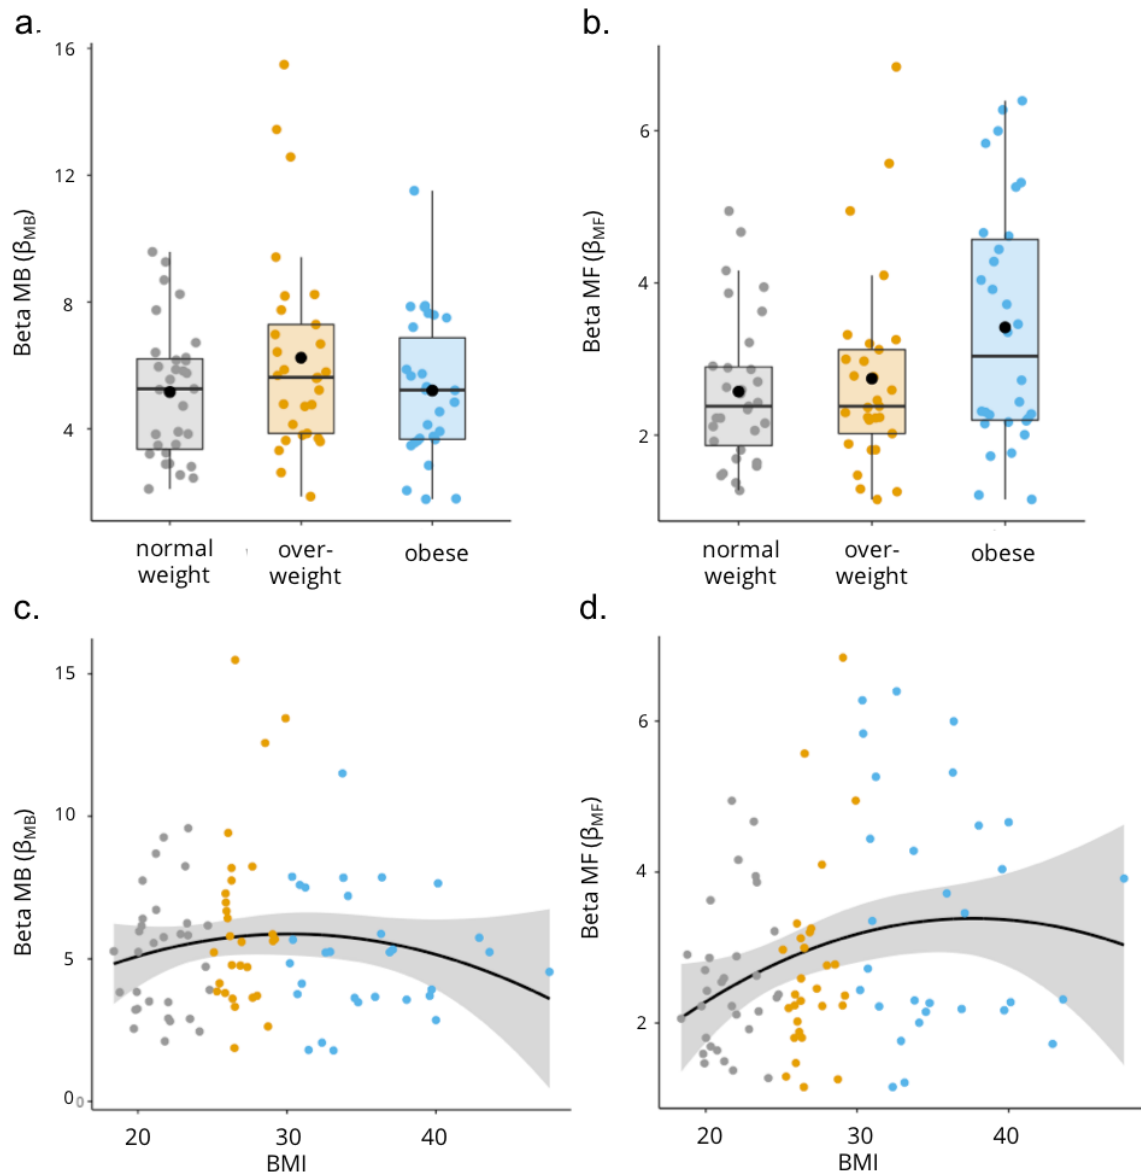 a.
16
12
8
4
Beta MB (βMB)
normal
weight
over-
weight
obese
b.
6
4
2
Beta MF (βMF)
normal
weight
over-
weight
obese
c.
15
10
5
0 0
Beta MB (βMB)
20 30 40
BMI
d.
6
4
2
Beta MF (βMF)
20 30 40
BMI